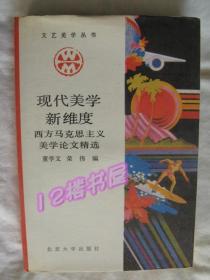 文艺美学丛书
现代美学
新维度
西方马克思主义
美学论文精选
董学文 荣伟 编
12楼书屋
北京大学出版社